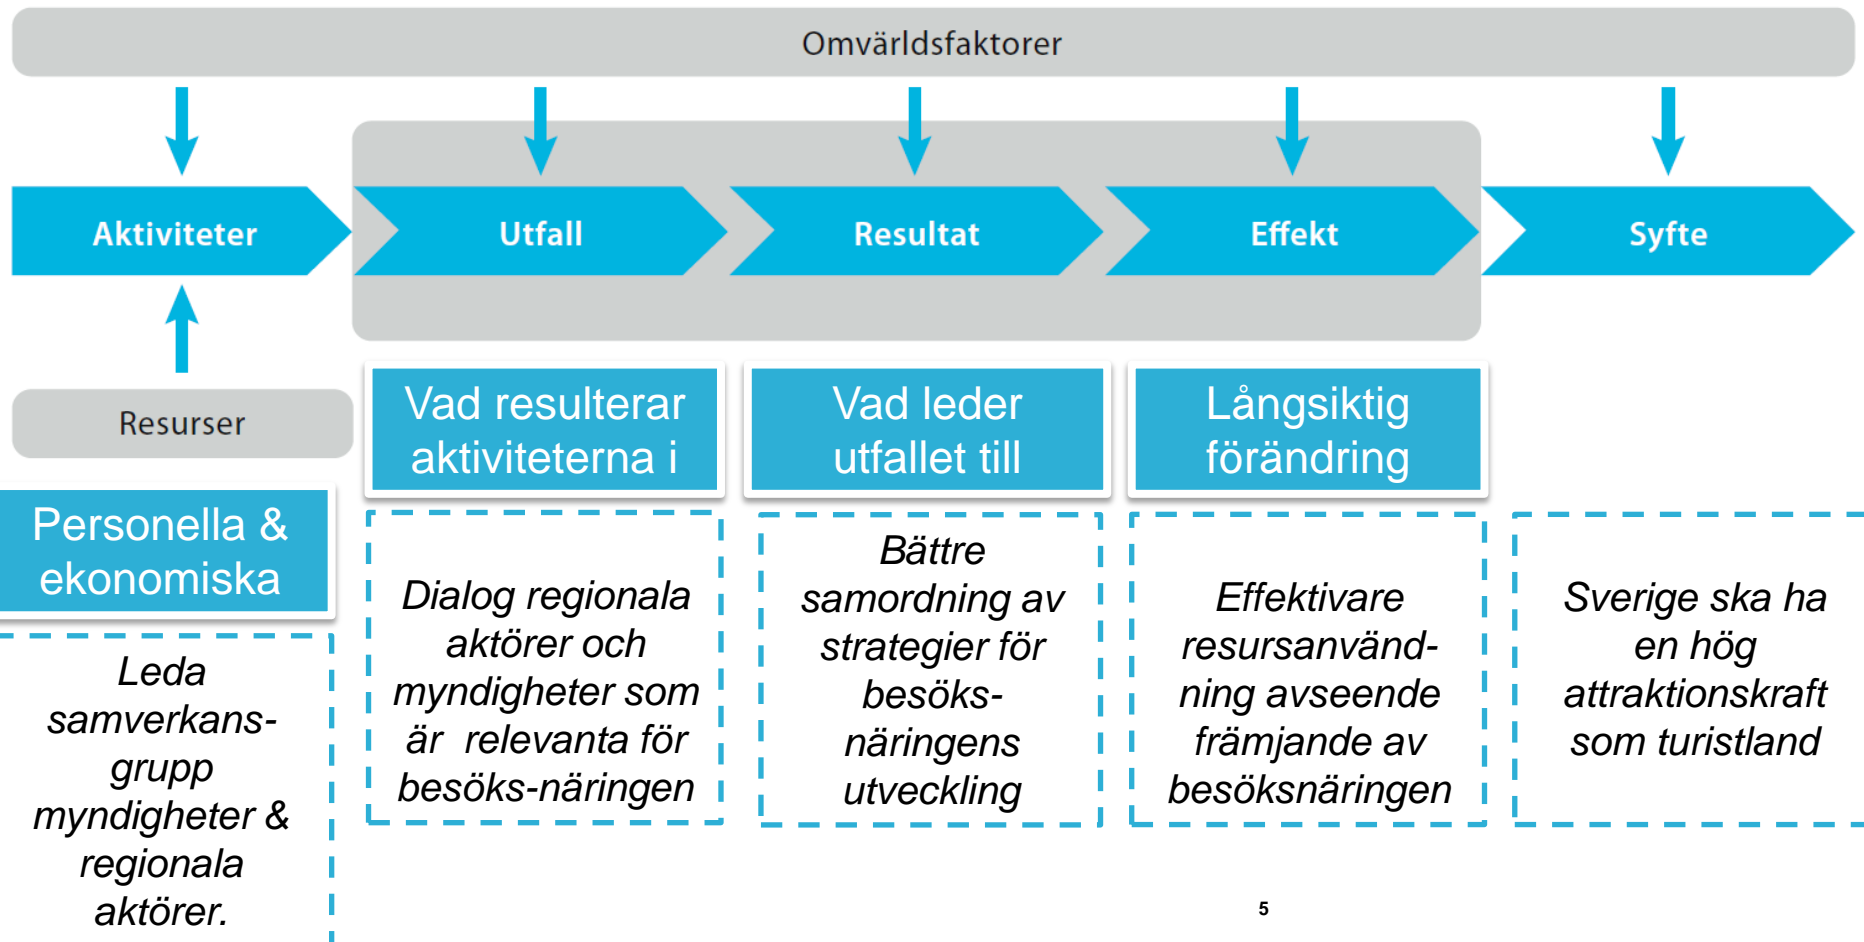 Omvärldsfaktorer
Aktiviteter
Utfall
Resultat
Effekt
Syfte
Resurser
Personella &
ekonomiska
Leda
samverkans-
grupp
myndigheter &
regionala
aktörer.
Vad resulterar
aktiviteterna i
Dialog regionala
aktörer och
myndigheter som
är relevanta för
besöks-näringen
Vad leder
utfallet till
Bättre
samordning av
strategier för
besöks-
näringens
utveckling
Långsiktig
förändring
Effektivare
resursanvänd-
ning avseende
främjande av
besöksnäringen
Sverige ska ha
en hög
attraktionskraft
som turistland
5